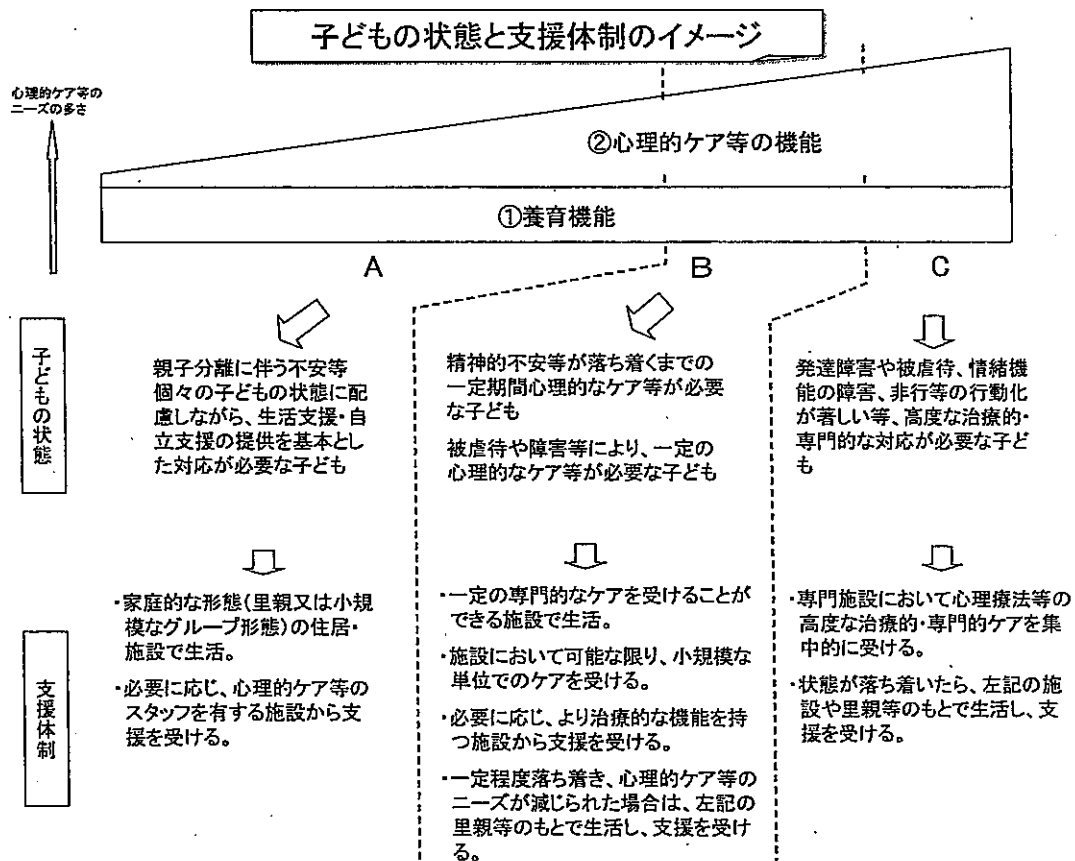 子どもの状態と支援体制のイメージ
心理的ケア等の
ニーズの多さ
②心理的ケア等の機能
①養育機能
A
B
C
子どもの状態
親子分離に伴う不安等
個々の子どもの状態に配
慮しながら、生活支援・自
立支援の提供を基本とし
た対応が必要な子ども
精神的不安等が落ち着くまでの
一定期間心理的なケア等が必要
な子ども
被虐待や障害等により、一定の
心理的なケア等が必要な子ども
発達障害や被虐待、情緒機
能の障害、非行等の行動化
が著しい等、高度な治療的・
専門的な対応が必要な子ど
も
支援体制
・家庭的な形態(里親又は小規
模なグループ形態)の住居・
施設で生活。
・必要に応じ、心理的ケア等の
スタッフを有する施設から支
援を受ける。
・一定の専門的なケアを受けることが
できる施設で生活。
・施設において可能な限り、小規模な
単位でのケアを受ける。
・必要に応じ、より治療的な機能を持
つ施設から支援を受ける。
・一定程度落ち着き、心理的ケア等の
ニーズが減じられた場合は、左記の
里親等のもとで生活し、支援を受け
る。
・専門施設において心理療法等の
高度な治療的・専門的ケアを集
中的に受ける。
・状態が落ち着いたら、左記の施
設や里親等のもとで生活し、支
援を受ける。